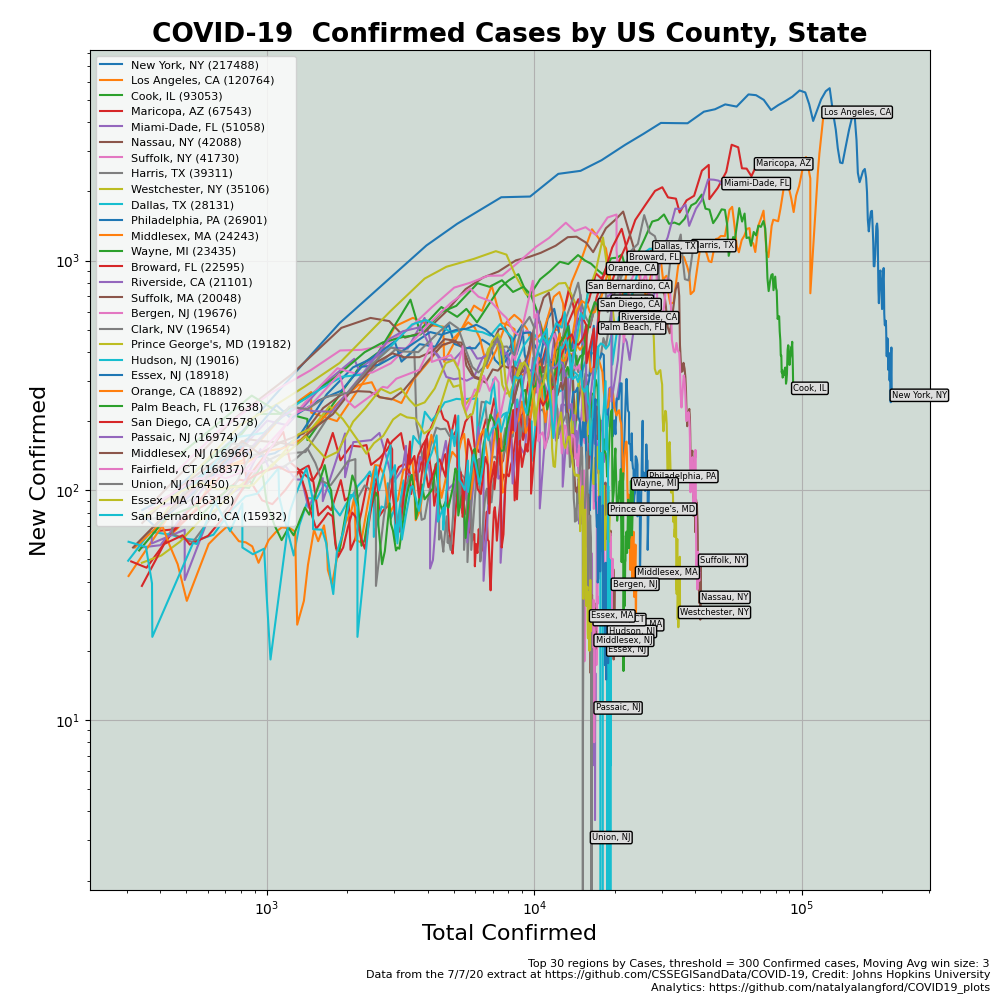 COVID-19  Confirmed Cases by US County, State
New York, NY (217488)
Los Angeles, CA (120764)
Cook, IL (93053)
Maricopa, AZ (67543)
Miami-Dade, FL (51058)
Nassau, NY (42088)
Suffolk, NY (41730)
Harris, TX (39311)
Westchester, NY (35106)
Dallas, TX (28131)
Philadelphia, PA (26901)
Middlesex, MA (24243)
Wayne, MI (23435)
Broward, FL (22595)
Riverside, CA (21101)
Suffolk, MA (20048)
Bergen, NJ (19676)
Clark, NV (19654)
Prince George's, MD (19182)
Hudson, NJ (19016)
Essex, NJ (18918)
Orange, CA (18892)
Palm Beach, FL (17638)
San Diego, CA (17578)
Passaic, NJ (16974)
Middlesex, NJ (16966)
Fairfield, CT (16837)
Union, NJ (16450)
Essex, MA (16318)
San Bernardino, CA (15932)
Los Angeles, CA
Maricopa, AZ
Miami-Dade, FL
Dallas, TX
arris, TX
Broward, FL
Orange, CA
San Bernardino, CA
San Diego, CA
Riverside, CA
Palm Beach, FL
Cook, IL
New York, NY
Philadelphia, PA
Wayne, MI
Prince George's, MD
Suffolk, NY
Middlesex, MA
Bergen, NJ
Nassau, NY
Westchester, NY
Essex, MA
CT
MA
Hudson, NJ
Middlesex, NJ
Essex, NJ
Passaic, NJ
Union, NJ
10³
10²
10¹
New Confirmed
10³
10⁴
10⁵
Total Confirmed
Top 30 regions by Cases, threshold = 300 Confirmed cases, Moving Avg win size: 3
Data from the 7/7/20 extract at https://github.com/CSSEGISandData/COVID-19, Credit: Johns Hopkins University
Analytics: https://github.com/natalyalangford/COVID19_plots